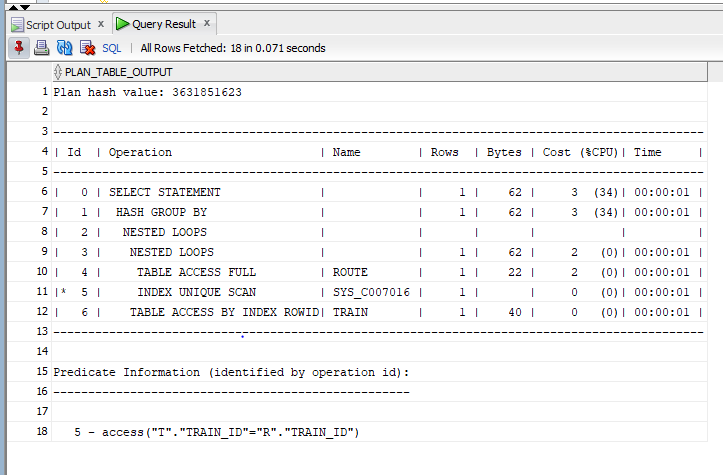 Script Output x Query Result x
SQL | All Rows Fetched: 18 in 0.071 seconds
PLAN_TABLE_OUTPUT
1 Plan hash value: 3631851623
2
3 --------------------------------------------------------------------------------------------
4 | Id | Operation | Name | Rows | Bytes | Cost (%CPU)| Time |
5 --------------------------------------------------------------------------------------------
6 | 0 | SELECT STATEMENT | | 1 | 62 | 3 (34)| 00:00:01 |
7 | 1 | HASH GROUP BY | | 1 | 62 | 3 (34)| 00:00:01 |
8 | 2 | NESTED LOOPS | | | | | |
9 | 3 | NESTED LOOPS | | 1 | 62 | 2 (0)| 00:00:01 |
10 | 4 | TABLE ACCESS FULL | ROUTE | 1 | 22 | 2 (0)| 00:00:01 |
11 |* 5 | INDEX UNIQUE SCAN | SYS_C007016 | 1 | | 0 (0)| 00:00:01 |
12 | 6 | TABLE ACCESS BY INDEX ROWID| TRAIN | 1 | 40 | 0 (0)| 00:00:01 |
13 --------------------------------------------------------------------------------------------
14
15 Predicate Information (identified by operation id):
16 ---------------------------------------------------
17
18 5 - access("T"."TRAIN_ID"="R"."TRAIN_ID")